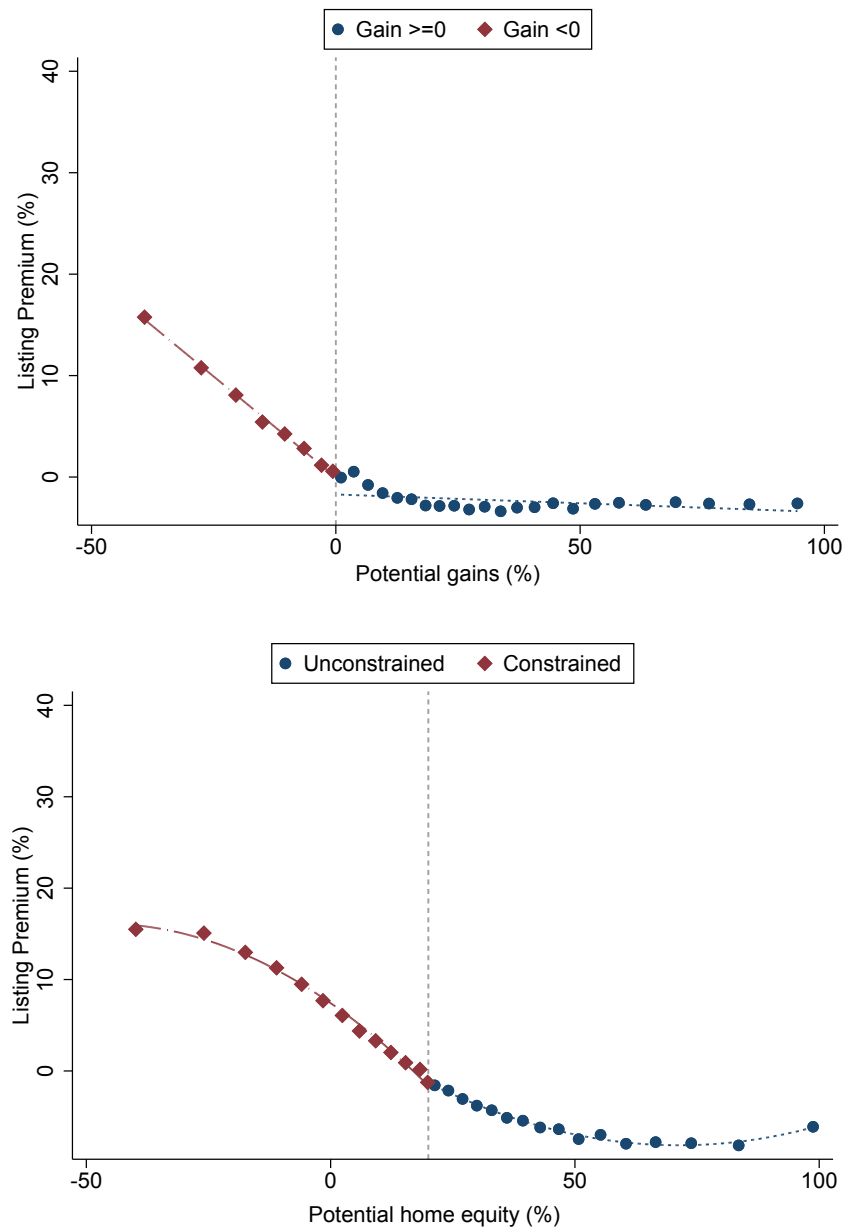 Gain >=0 Gain <0
40
30
20
10
0
Listing Premium (%)
-50 0 50 100
Potential gains (%)
Unconstrained Constrained
40
30
20
10
0
Listing Premium (%)
-50 0 50 100
Potential home equity (%)